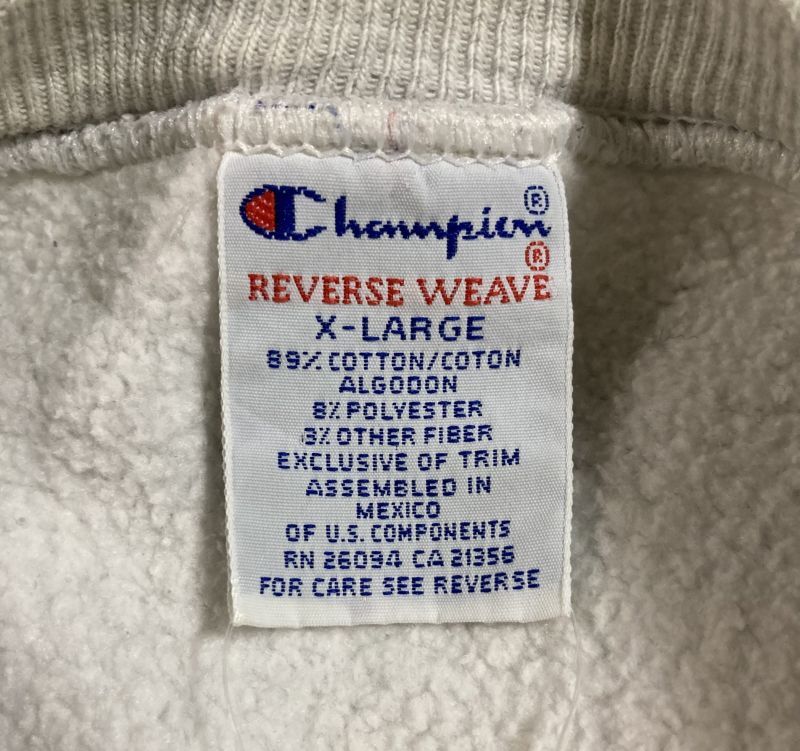 Champion®
REVERSE WEAVE®
X-LARGE
89% COTTON/COTON
ALGODON
8% POLYESTER
3% OTHER FIBER
EXCLUSIVE OF TRIM
ASSEMBLED IN
MEXICO
OF U.S. COMPONENTS
RN 26094 CA 21356
FOR CARE SEE REVERSE